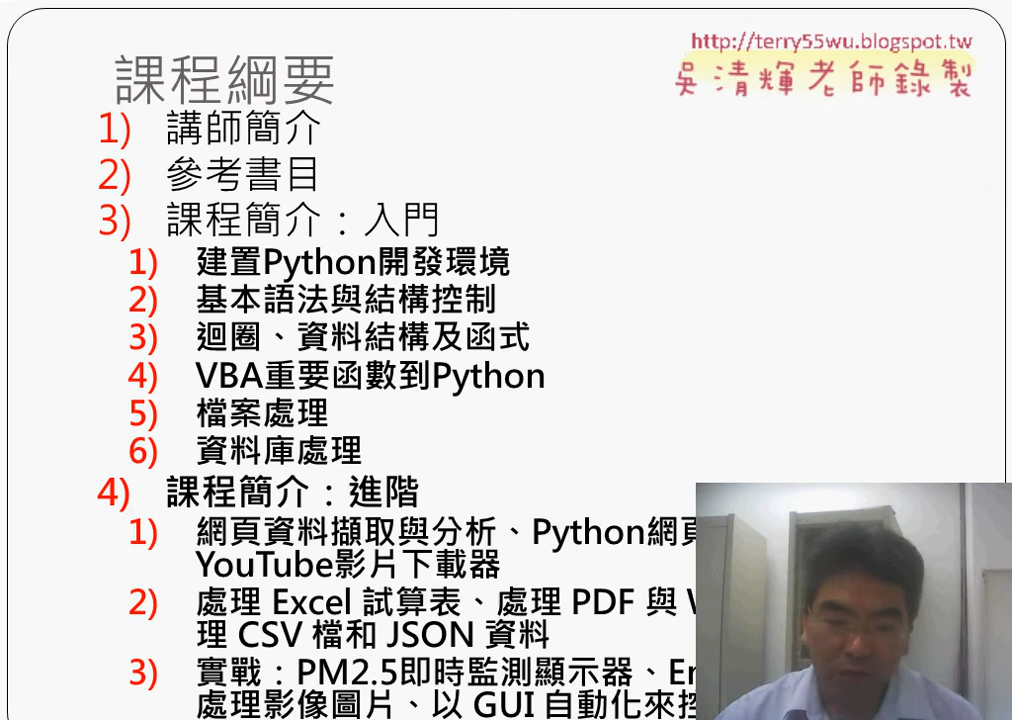 http://terry55wu.blogspot.tw
吳清輝老師錄製
課程綱要
1) 講師簡介
2) 參考書目
3) 課程簡介：入門
1) 建置Python開發環境
2) 基本語法與結構控制
3) 迴圈、資料結構及函式
4) VBA重要函數到Python
5) 檔案處理
6) 資料庫處理
4) 課程簡介：進階
1) 網頁資料擷取與分析、Python網頁
YouTube影片下載器
2) 處理 Excel 試算表、處理 PDF 與
理 CSV 檔和 JSON 資料
3) 實戰：PM2.5即時監測顯示器、
處理影像圖片、以 GUI 自動化來控